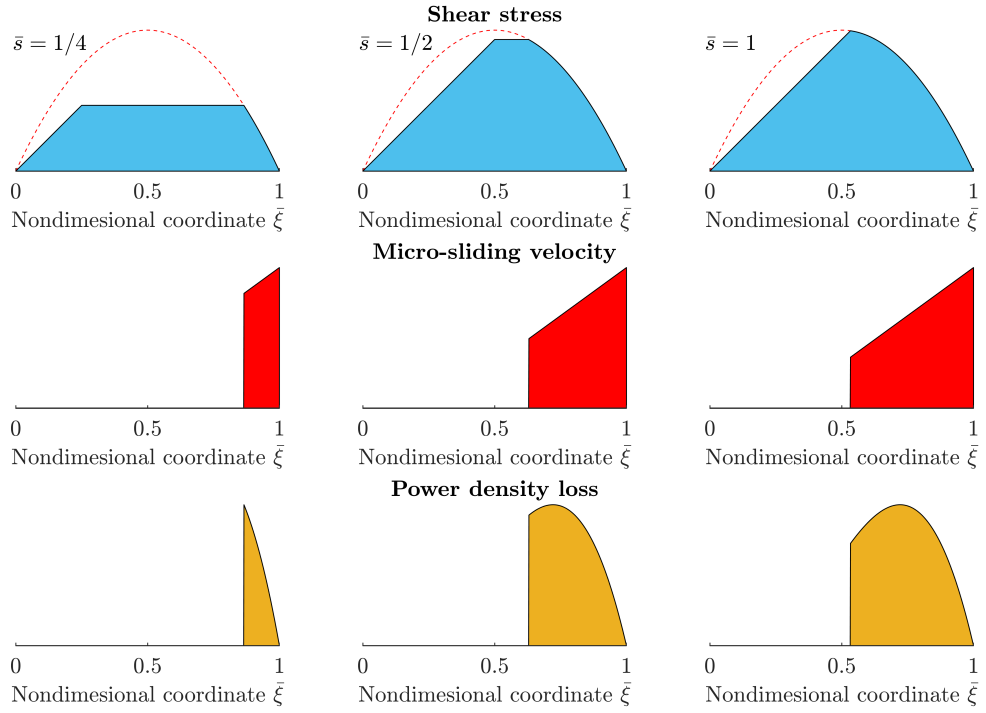 Shear stress
s̄ = 1/4
s̄ = 1/2
s̄ = 1
0 0.5 1
0 0.5 1
0 0.5 1
Nondimesional coordinate ξ̄
Nondimesional coordinate ξ̄
Nondimesional coordinate ξ̄
Micro-sliding velocity
0 0.5 1
0 0.5 1
0 0.5 1
Nondimesional coordinate ξ̄
Nondimesional coordinate ξ̄
Nondimesional coordinate ξ̄
Power density loss
0 0.5 1
0 0.5 1
0 0.5 1
Nondimesional coordinate ξ̄
Nondimesional coordinate ξ̄
Nondimesional coordinate ξ̄